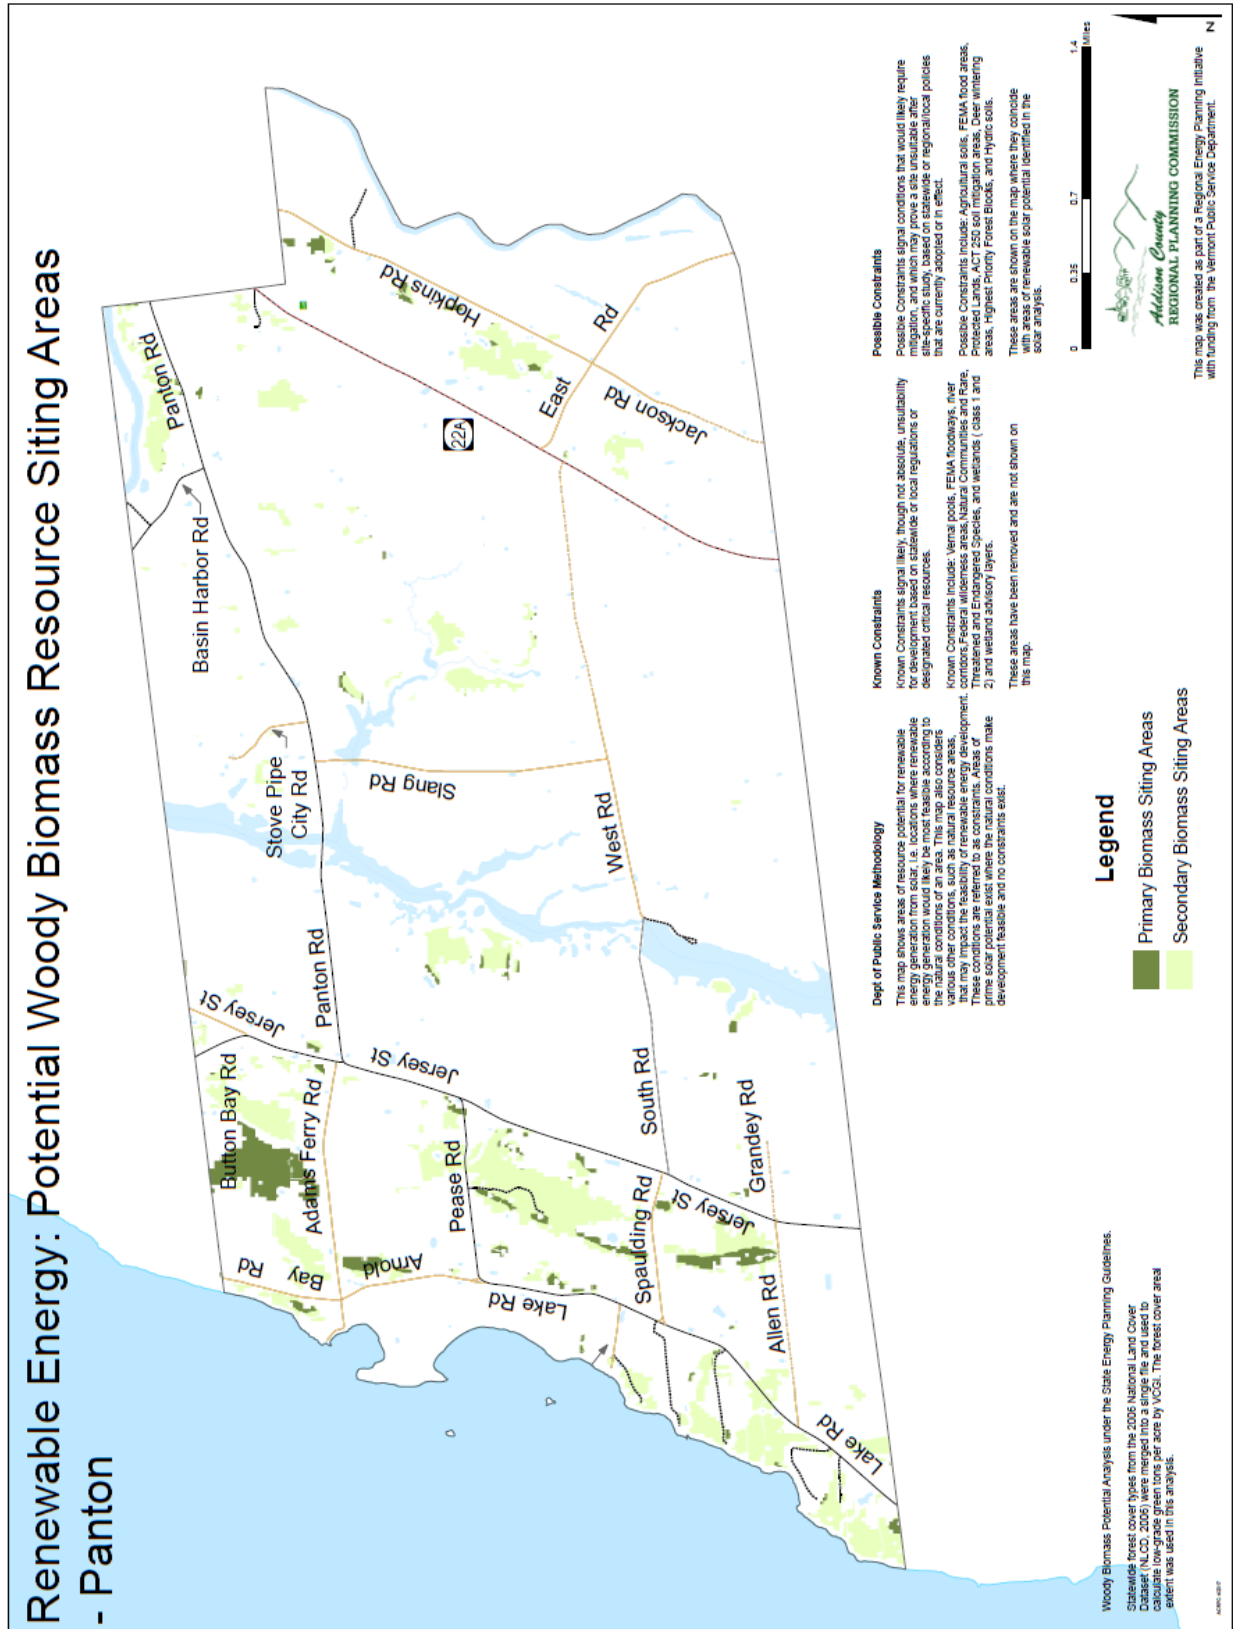 Renewable Energy: Potential Woody Biomass Resource Siting Areas
- Panton
Panton Rd
Basin Harbor Rd
Hopkins Rd
22A
East
Rd
Jackson Rd
Stove Pipe
City Rd
Slang Rd
West Rd
Panton Rd
Jersey St
Button Bay Rd
Adams Ferry Rd
Jersey St
Pease Rd
South Rd
Grandey Rd
Bay
Rd
Arnold
Lake Rd
Spaulding Rd
Jersey St
Allen Rd
Lake Rd
Woody Biomass Potential Analysis under the State Energy Planning Guidelines.
Statewide forest cover types from the 2006 National Land Cover
Dataset (NLCD, 2006) were merged into a single file and used to
calculate low-grade green tons per acre by VCGI. The forest cover areal
extent was used in this analysis.
Legend
Primary Biomass Siting Areas
Secondary Biomass Siting Areas
Dept of Public Service Methodology
This map shows areas of resource potential for renewable
energy generation from solar, i.e. locations where renewable
energy generation would likely be most feasible according to
the natural conditions of an area. This map also considers
various other conditions, such as natural resource areas,
that may impact the feasibility of renewable energy development.
These conditions are referred to as constraints. Areas of
prime solar potential exist where the natural conditions make
development feasible and no constraints exist.
Known Constraints
Known Constraints signal likely, though not absolute, unsuitability
for development based on statewide or local regulations or
designated critical resources.
Known Constraints include: Vernal pools, FEMA floodways, river
corridors, Federal wilderness areas, Natural Communities and Rare,
Threatened and Endangered Species, and wetlands ( class 1 and
2) and wetland advisory layers.
These areas have been removed and are not shown on
this map.
Possible Constraints
Possible Constraints signal conditions that would likely require
mitigation, and which may prove a site unsuitable after
site-specific study, based on statewide or regional/local policies
that are currently adopted or in effect.
Possible Constraints include: Agricultural soils, FEMA flood areas,
Protected Lands, ACT 250 soil mitigation areas, Deer wintering
areas, Highest Priority Forest Blocks, and Hydric soils.
These areas are shown on the map where they coincide
with areas of renewable solar potential identified in the
solar analysis.
0 0.35 0.7 1.4
Miles
N
Addison County
REGIONAL PLANNING COMMISSION
This map was created as part of a Regional Energy Planning Initiative
with funding from the Vermont Public Service Department.